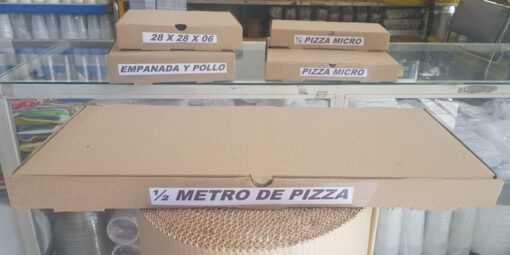 28 X 28 X 06
½ PIZZA MICRO
EMPANADA Y POLLO
PIZZA MICRO
½ METRO DE PIZZA